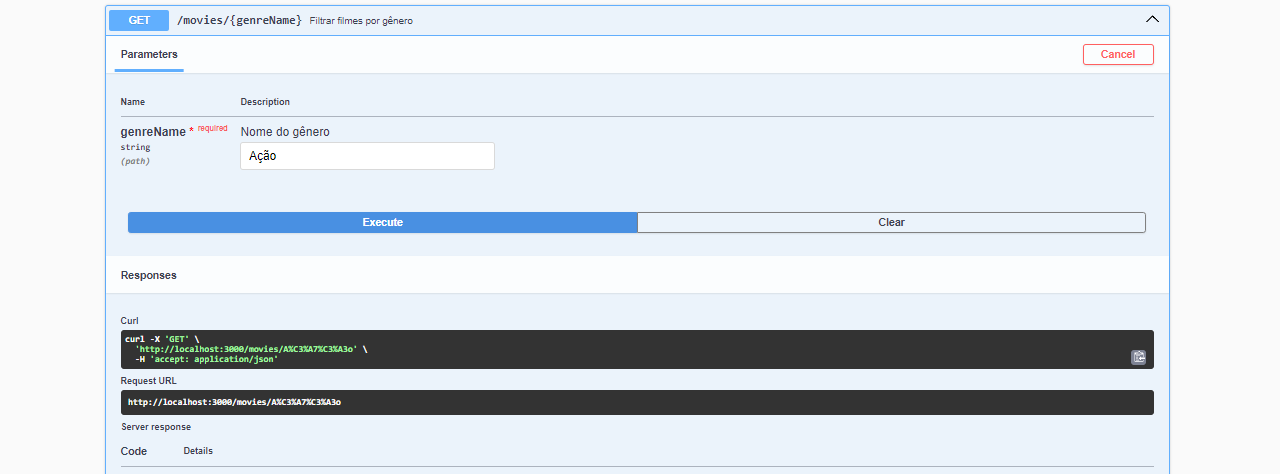 GET /movies/{genreName} Filtrar filmes por gênero
Parameters Cancel
Name Description
genreName * required Nome do gênero
string
(path)
Ação
Execute Clear
Responses
Curl
curl -X 'GET' \
'http://localhost:3000/movies/A%C3%A7%C3%A3o' \
-H 'accept: application/json'
Request URL
http://localhost:3000/movies/A%C3%A7%C3%A3o
Server response
Code Details